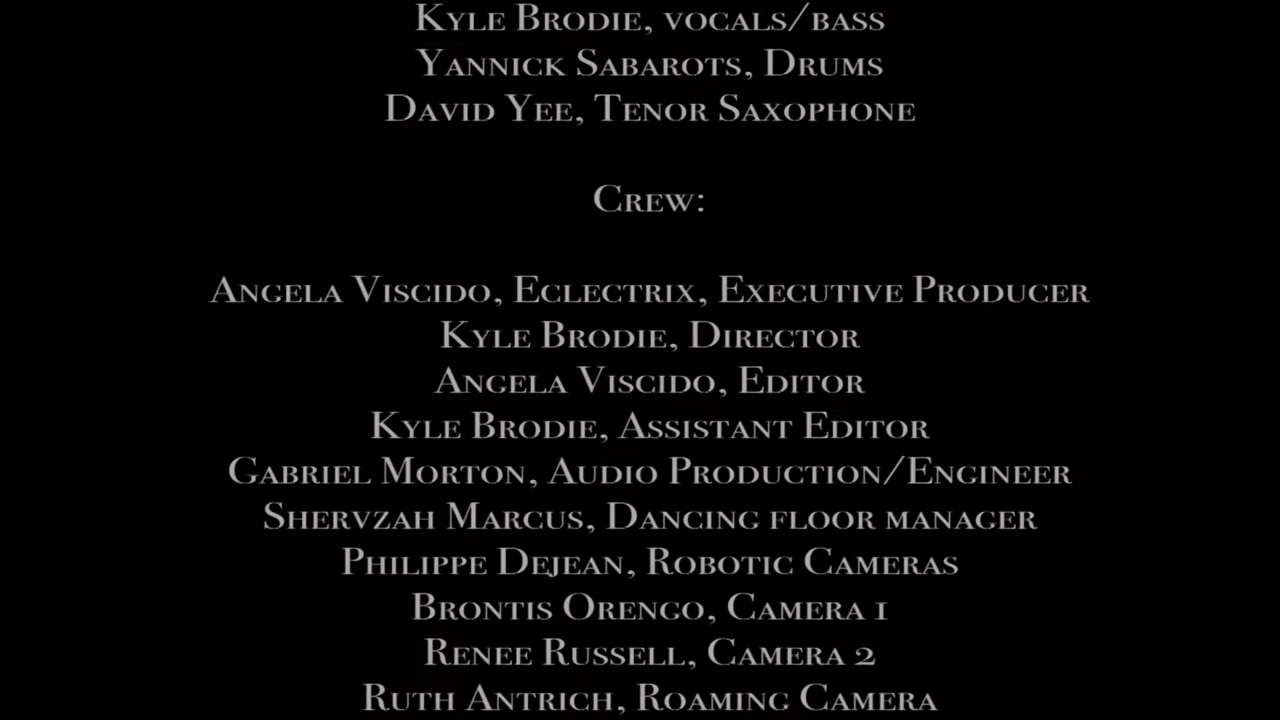 Kyle Brodie, vocals/bass
Yannick Sabarots, Drums
David Yee, Tenor Saxophone
Crew:
Angela Viscido, Eclectrix, Executive Producer
Kyle Brodie, Director
Angela Viscido, Editor
Kyle Brodie, Assistant Editor
Gabriel Morton, Audio Production/Engineer
Shervzah Marcus, Dancing floor manager
Philippe Dejean, Robotic Cameras
Brontis Orengo, Camera 1
Renee Russell, Camera 2
Ruth Antrich, Roaming Camera